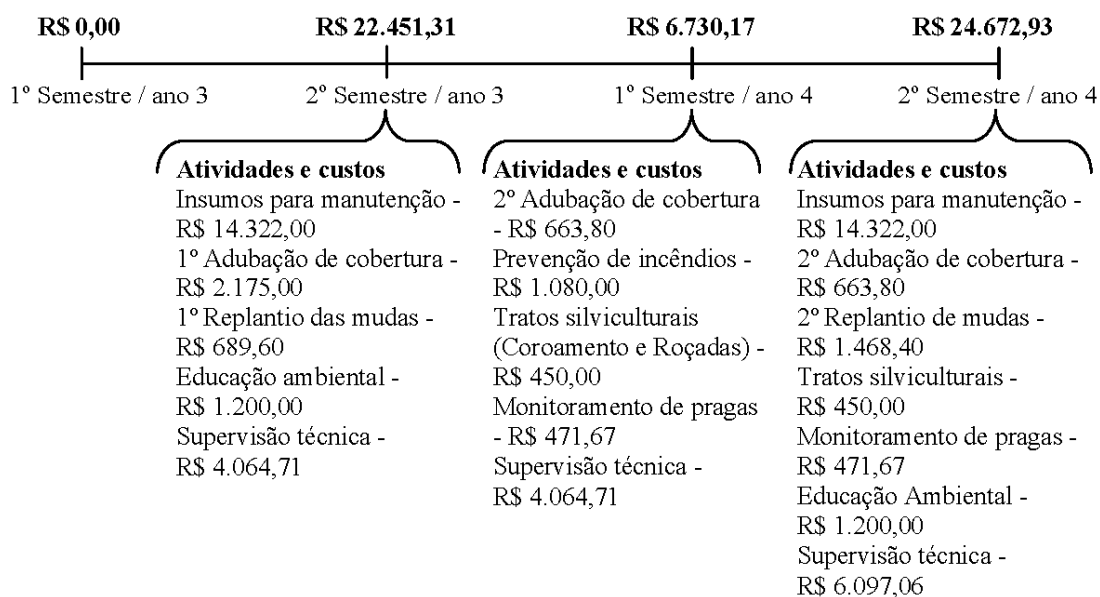 R$ 0,00
R$ 22.451,31
R$ 6.730,17
R$ 24.672,93
1º Semestre / ano 3
2º Semestre / ano 3
1º Semestre / ano 4
2º Semestre / ano 4
Atividades e custos
Insumos para manutenção -
R$ 14.322,00
1º Adubação de cobertura -
R$ 2.175,00
1º Replantio das mudas -
R$ 689,60
Educação ambiental -
R$ 1.200,00
Supervisão técnica -
R$ 4.064,71
Atividades e custos
2º Adubação de cobertura
- R$ 663,80
Prevenção de incêndios -
R$ 1.080,00
Tratos silviculturais
(Coroamento e Roçadas) -
R$ 450,00
Monitoramento de pragas
- R$ 471,67
Supervisão técnica -
R$ 4.064,71
Atividades e custos
Insumos para manutenção -
R$ 14.322,00
2º Adubação de cobertura -
R$ 663,80
2º Replantio de mudas -
R$ 1.468,40
Tratos silviculturais -
R$ 450,00
Monitoramento de pragas -
R$ 471,67
Educação Ambiental -
R$ 1.200,00
Supervisão técnica -
R$ 6.097,06